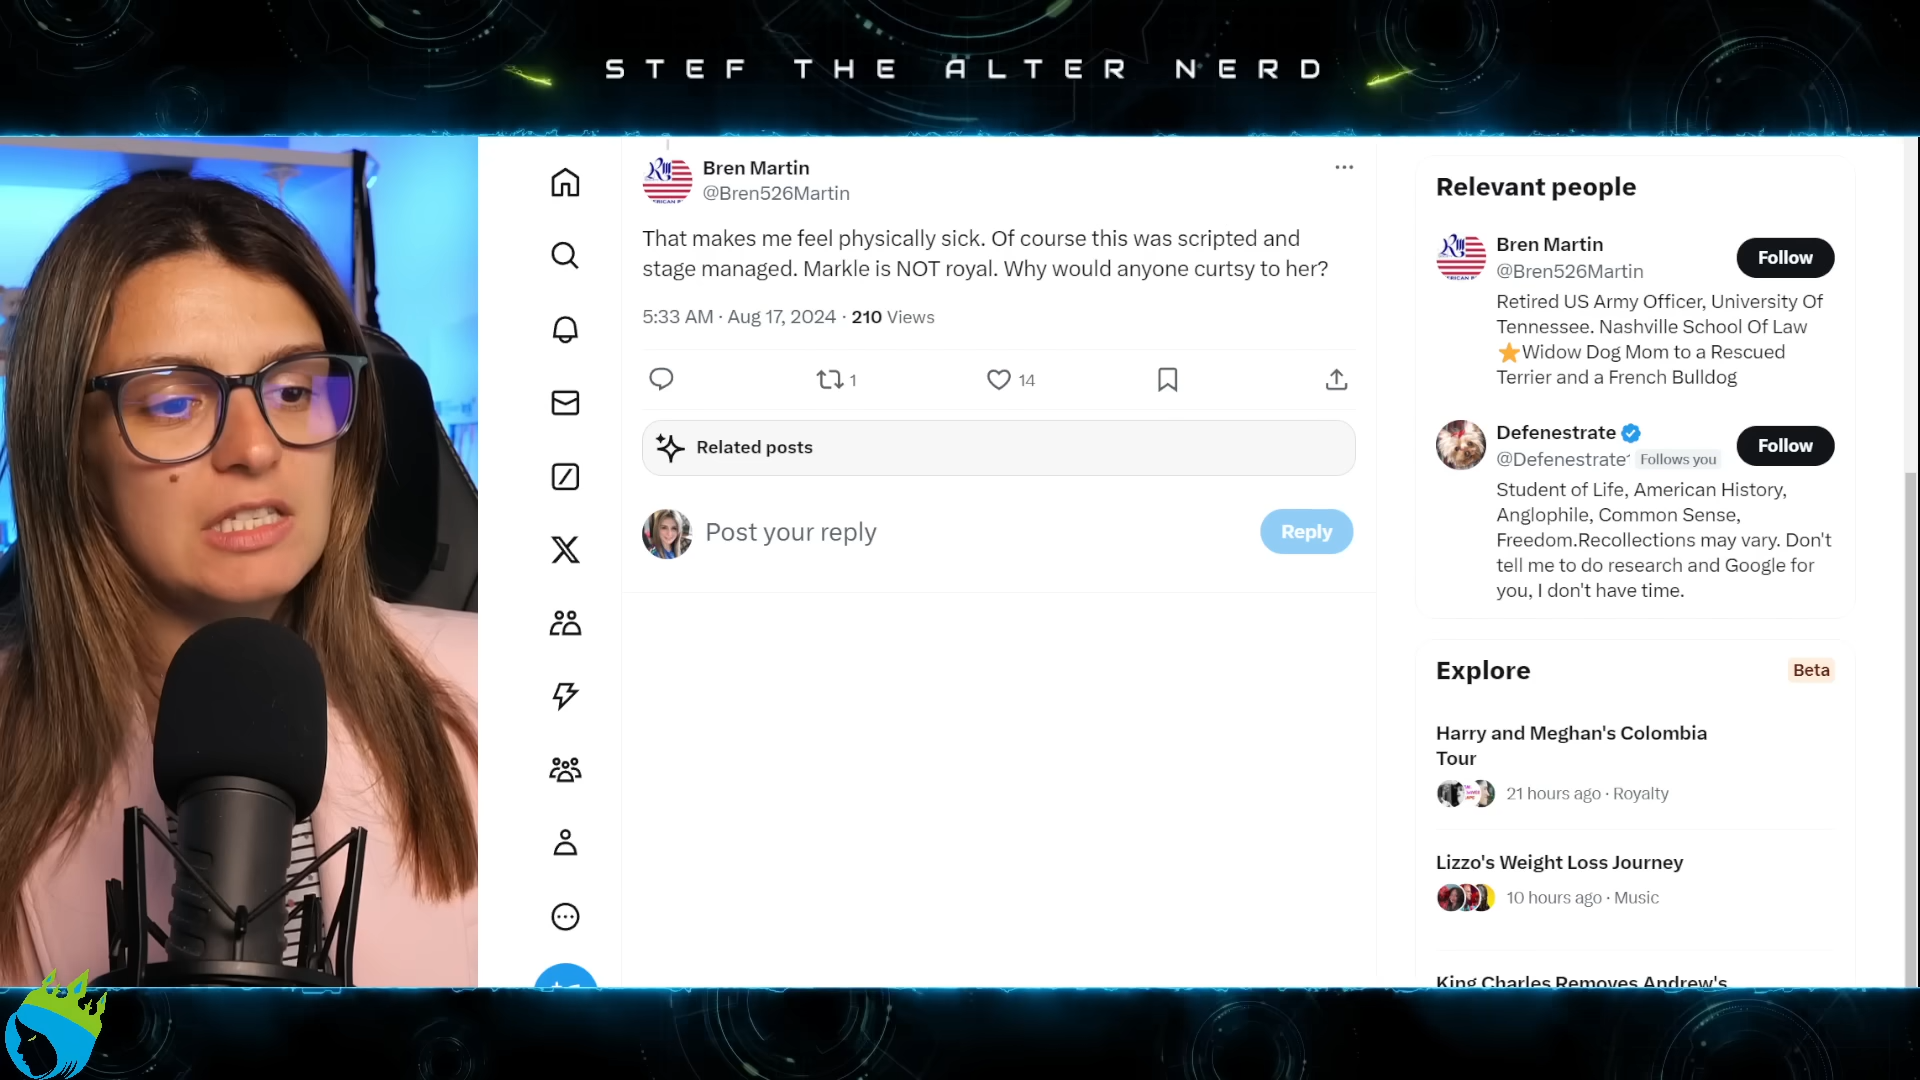 STEF THE ALTER NERD
Bren Martin
@Bren526Martin
That makes me feel physically sick. Of course this was scripted and
stage managed. Markle is NOT royal. Why would anyone curtsy to her?
5:33 AM · Aug 17, 2024 · 210 Views
1
14
Related posts
Post your reply
Reply
Relevant people
Bren Martin
@Bren526Martin
Follow
Retired US Army Officer, University Of
Tennessee. Nashville School Of Law
⭐Widow Dog Mom to a Rescued
Terrier and a French Bulldog
Defenestrate
@Defenestrate
Follows you
Follow
Student of Life, American History,
Anglophile, Common Sense,
Freedom.Recollections may vary. Don't
tell me to do research and Google for
you, I don't have time.
Explore
Beta
Harry and Meghan's Colombia
Tour
21 hours ago · Royalty
Lizzo's Weight Loss Journey
10 hours ago · Music
King Charles Removes Andrew's